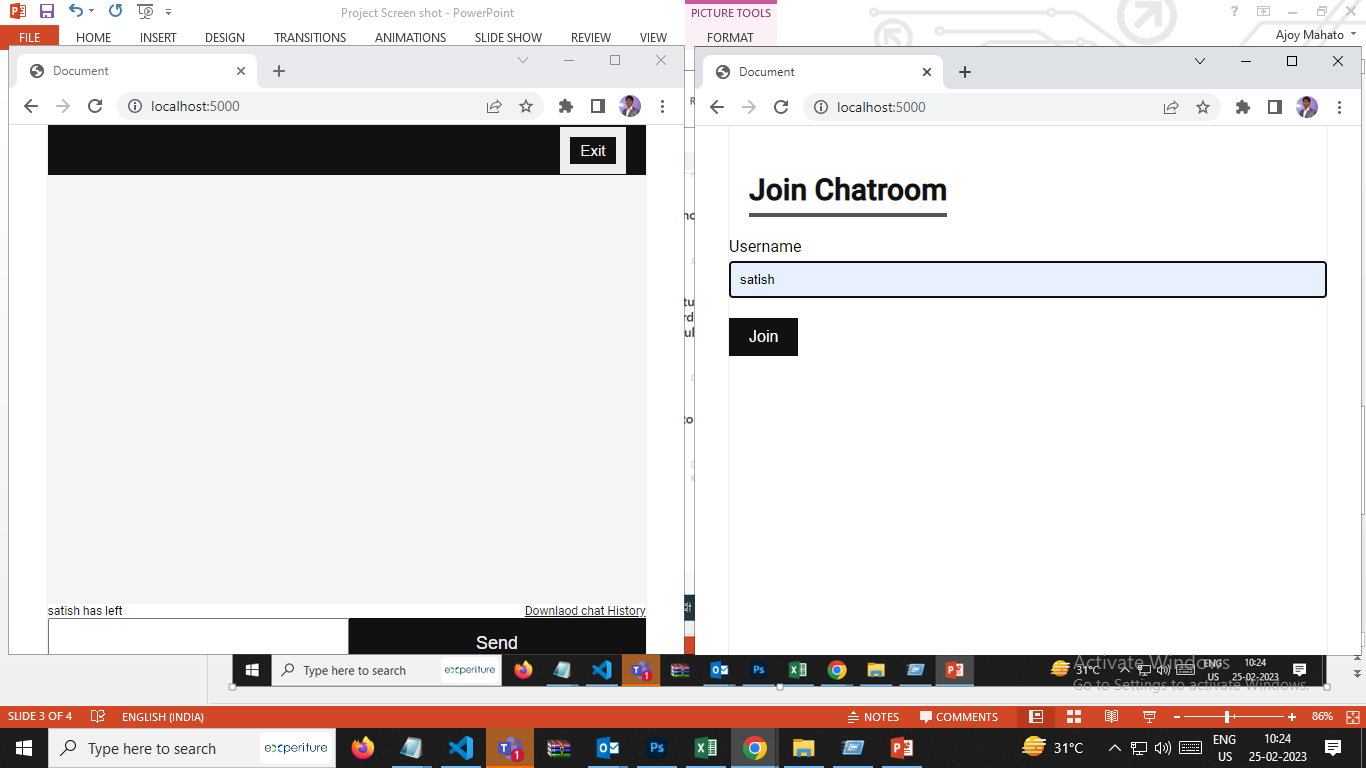 Project Screen shot - PowerPoint
PICTURE TOOLS
FILE HOME INSERT DESIGN TRANSITIONS ANIMATIONS SLIDE SHOW REVIEW VIEW FORMAT
Ajoy Mahato
Document
localhost:5000
Exit
satish has left
Downlaod chat History
Send
Document
localhost:5000
Join Chatroom
Username
satish
Join
Type here to search
experiture
31°C
ENG
US
10:24
25-02-2023
Activate Windows
Go to Settings to activate Windows.
SLIDE 3 OF 4
ENGLISH (INDIA)
NOTES
COMMENTS
86%
Type here to search
experiture
31°C
ENG
US
10:24
25-02-2023